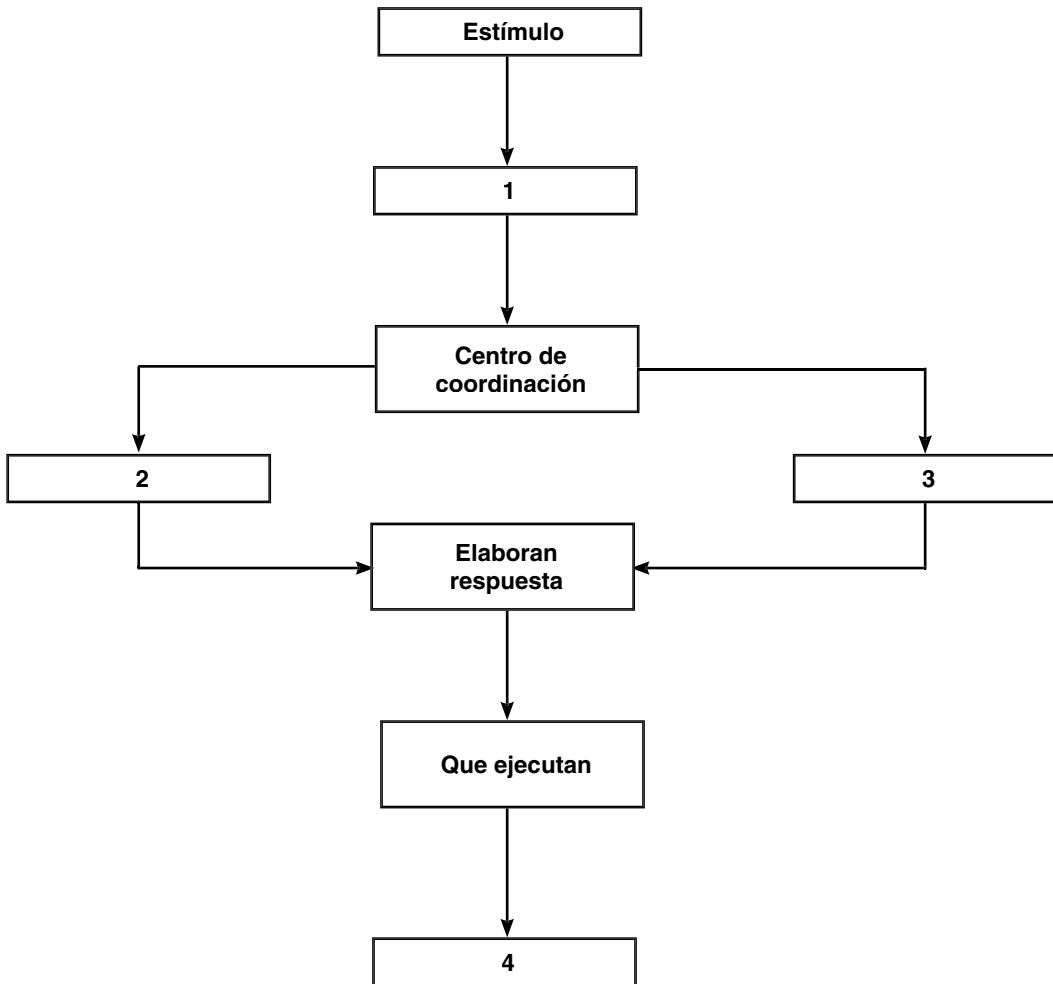 Estímulo
1
Centro de
coordinación
2
3
Elaboran
respuesta
Que ejecutan
4